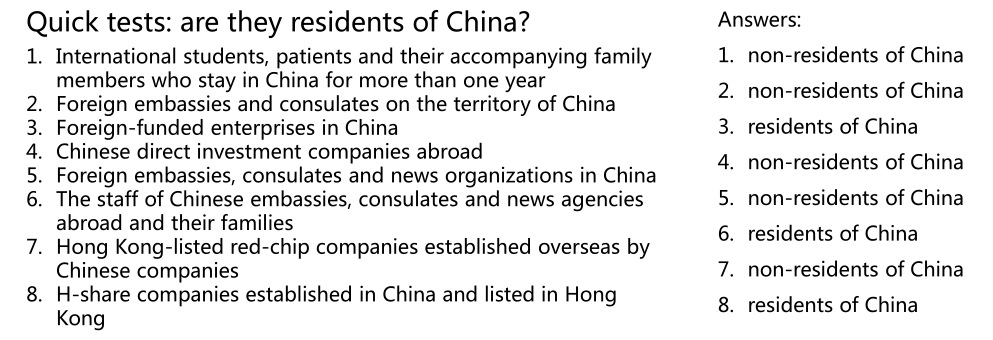 Quick tests: are they residents of China?
1. International students, patients and their accompanying family
members who stay in China for more than one year
2. Foreign embassies and consulates on the territory of China
3. Foreign-funded enterprises in China
4. Chinese direct investment companies abroad
5. Foreign embassies, consulates and news organizations in China
6. The staff of Chinese embassies, consulates and news agencies
abroad and their families
7. Hong Kong-listed red-chip companies established overseas by
Chinese companies
8. H-share companies established in China and listed in Hong
Kong
Answers:
1. non-residents of China
2. non-residents of China
3. residents of China
4. non-residents of China
5. non-residents of China
6. residents of China
7. non-residents of China
8. residents of China